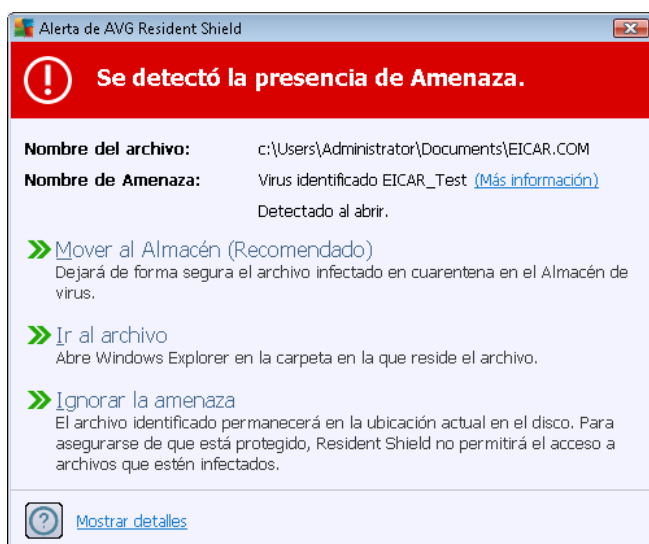 Alerta de AVG Resident Shield
Se detectó la presencia de Amenaza.
Nombre del archivo: c:\Users\Administrator\Documents\EICAR.COM
Nombre de Amenaza: Virus identificado EICAR_Test (Más información)
Detectado al abrir.
Mover al Almacén (Recomendado)
Dejará de forma segura el archivo infectado en cuarentena en el Almacén de
virus.
Ir al archivo
Abre Windows Explorer en la carpeta en la que reside el archivo.
Ignorar la amenaza
El archivo identificado permanecerá en la ubicación actual en el disco. Para
asegurarse de que está protegido, Resident Shield no permitirá el acceso a
archivos que estén infectados.
Mostrar detalles